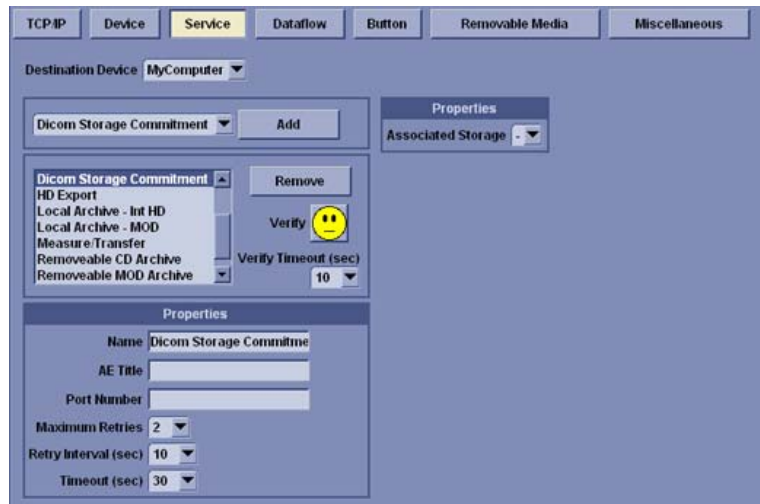 TCP/IP Device Service Dataflow Button Removable Media Miscellaneous
Destination Device MyComputer
Dicom Storage Commitment Add
Properties
Associated Storage -
Dicom Storage Commitment
HD Export
Local Archive - Int HD
Local Archive - MOD
Measure/Transfer
Removeable CD Archive
Removeable MOD Archive
Remove
Verify
Verify Timeout (sec)
10
Properties
Name Dicom Storage Commitme
AE Title
Port Number
Maximum Retries 2
Retry Interval (sec) 10
Timeout (sec) 30